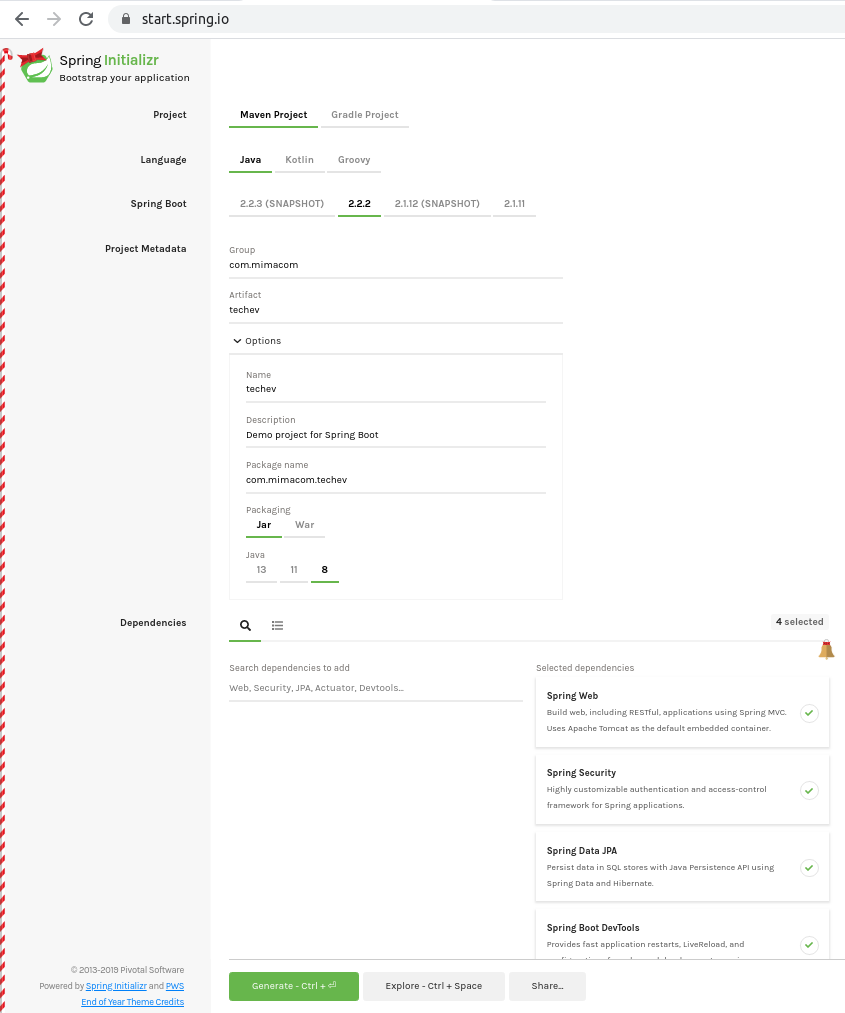 start.spring.io
Spring Initializr
Bootstrap your application
Project
Maven Project Gradle Project
Language
Java Kotlin Groovy
Spring Boot
2.2.3 (SNAPSHOT) 2.2.2 2.1.12 (SNAPSHOT) 2.1.11
Project Metadata
Group
com.mimacom
Artifact
techev
Options
Name
techev
Description
Demo project for Spring Boot
Package name
com.mimacom.techev
Packaging
Jar War
Java
13 11 8
Dependencies
4 selected
Search dependencies to add
Web, Security, JPA, Actuator, Devtools...
Selected dependencies
Spring Web
Build web, including RESTful, applications using Spring MVC.
Uses Apache Tomcat as the default embedded container.
Spring Security
Highly customizable authentication and access-control
framework for Spring applications.
Spring Data JPA
Persist data in SQL stores with Java Persistence API using
Spring Data and Hibernate.
Spring Boot DevTools
Provides fast application restarts, LiveReload, and
© 2013-2019 Pivotal Software
Powered by Spring Initializr and PWS
End of Year Theme Credits
Generate - Ctrl + ⏎
Explore - Ctrl + Space
Share...